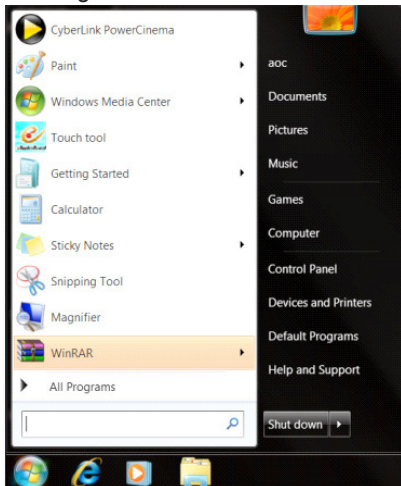 CyberLink PowerCinema
Paint
Windows Media Center
Touch tool
Getting Started
Calculator
Sticky Notes
Snipping Tool
Magnifier
WinRAR
All Programs
aoc
Documents
Pictures
Music
Games
Computer
Control Panel
Devices and Printers
Default Programs
Help and Support
Shut down